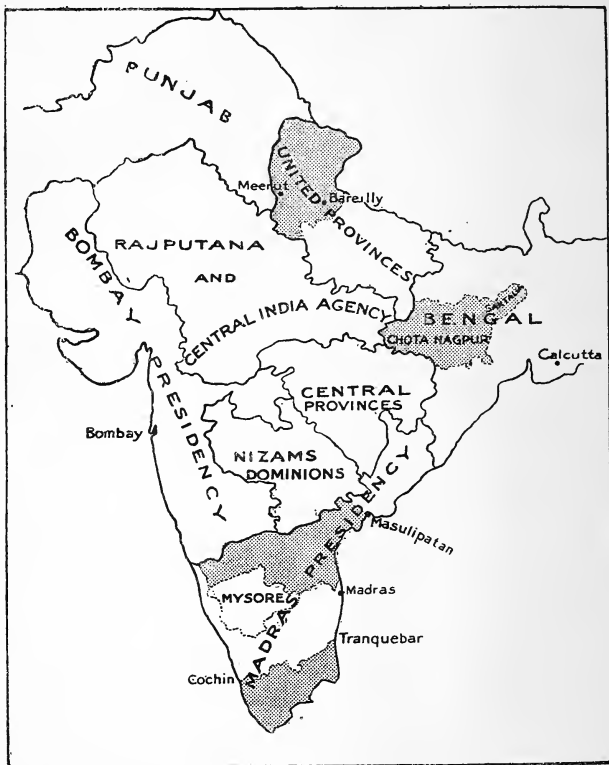 PUNJAB
UNITED PROVINCES
Meerut
Bareilly
BOMBAY PRESIDENCY
RAJPUTANA
AND
CENTRAL INDIA AGENCY
BENGAL
SANTALIA
CHOTA NAGPUR
Calcutta
CENTRAL
PROVINCES
Bombay
NIZAMS
DOMINIONS
MADRAS PRESIDENCY
Masulipatan
MYSORE
Madras
Tranquebar
Cochin